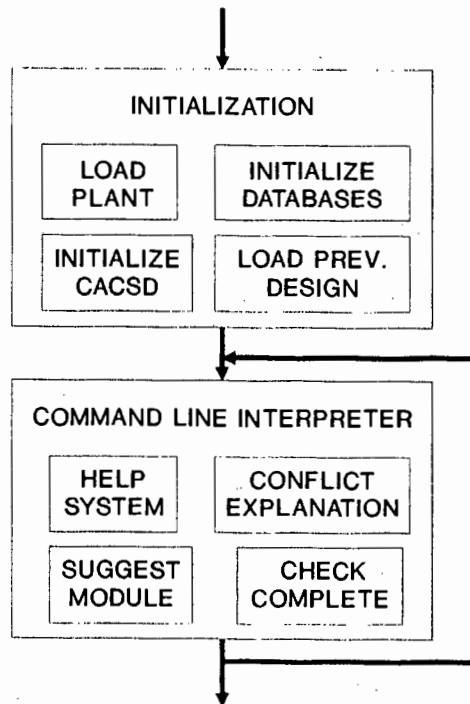 INITIALIZATION
LOAD
PLANT
INITIALIZE
DATABASES
INITIALIZE
CACSD
LOAD PREV.
DESIGN
COMMAND LINE INTERPRETER
HELP
SYSTEM
CONFLICT
EXPLANATION
SUGGEST
MODULE
CHECK
COMPLETE